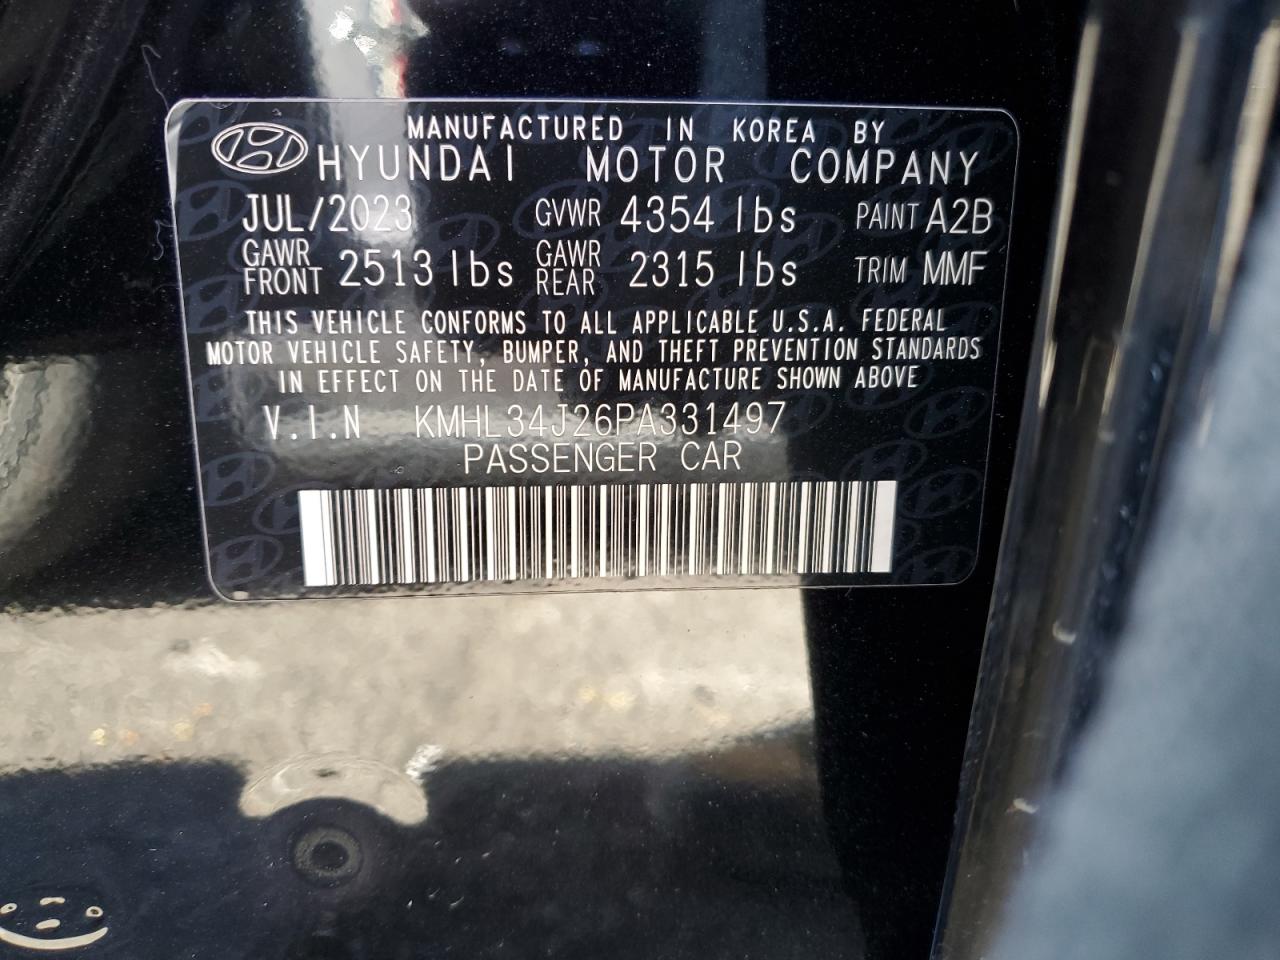 MANUFACTURED IN KOREA BY
HYUNDAI MOTOR COMPANY
JUL/2023 GVWR 4354 lbs PAINT A2B
GAWR FRONT 2513 lbs GAWR REAR 2315 lbs TRIM MMF
THIS VEHICLE CONFORMS TO ALL APPLICABLE U.S.A. FEDERAL
MOTOR VEHICLE SAFETY, BUMPER, AND THEFT PREVENTION STANDARDS
IN EFFECT ON THE DATE OF MANUFACTURE SHOWN ABOVE
V.I.N KMHL34J26PA331497
PASSENGER CAR